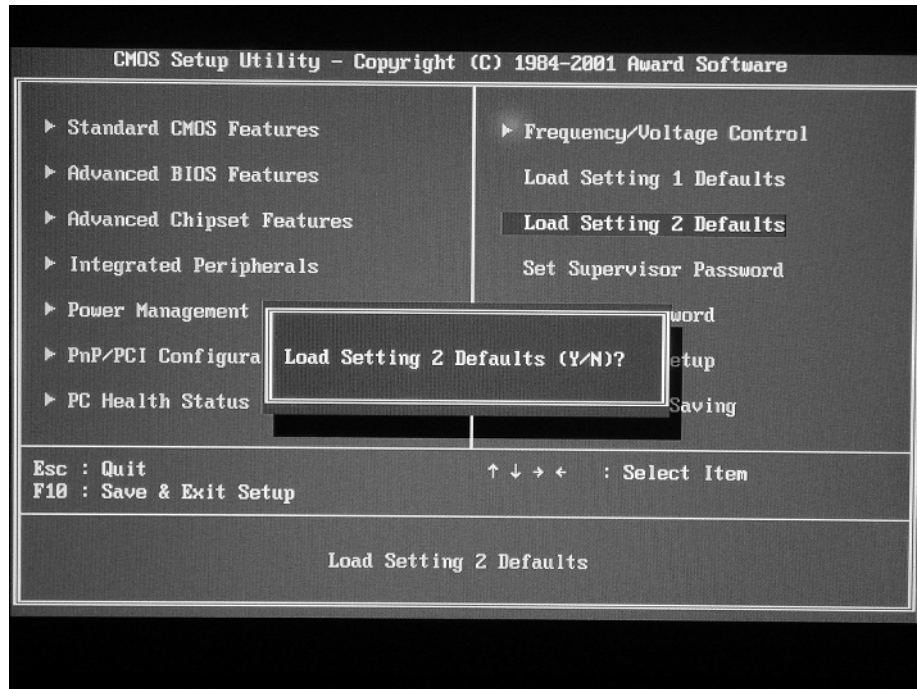 CMOS Setup Utility – Copyright (C) 1984–2001 Award Software
Standard CMOS Features
Advanced BIOS Features
Advanced Chipset Features
Integrated Peripherals
Power Management
PnP/PCI Configura
PC Health Status
Frequency/Voltage Control
Load Setting 1 Defaults
Load Setting 2 Defaults
Set Supervisor Password
word
etup
Saving
Load Setting 2 Defaults (Y/N)?
Esc : Quit
F10 : Save & Exit Setup
↑ ↓ → ← : Select Item
Load Setting 2 Defaults